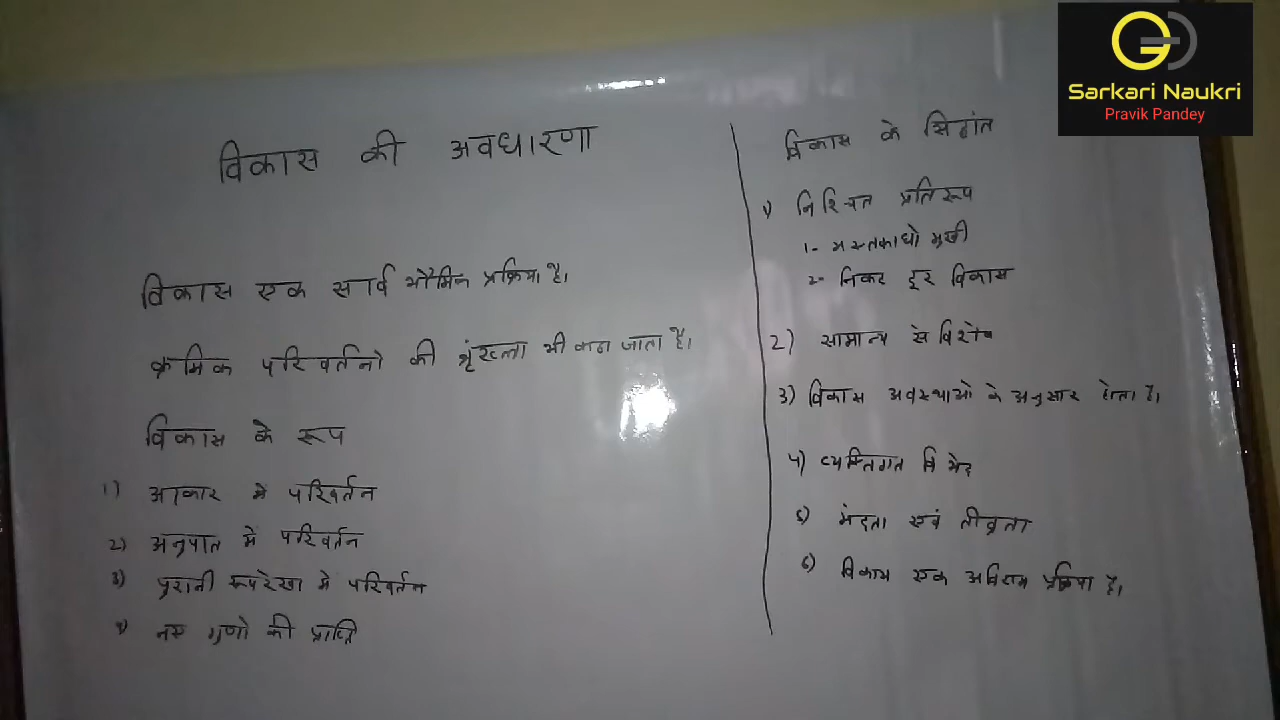 विकास की अवधारणा
विकास एक सार्व भौमिक प्रक्रिया है।
क्रमिक परिवर्तनो की श्रृंखला भी कहा जाता है।
विकास के रूप
1) आकार मे परिवर्तन
2) अनुपात में परिवर्तन
3) पुरानी रूपरेखा मे परिवर्तन
4) नए गुणो की प्राप्ति
विकास के सिद्धांत
1) निश्चित प्रतिरूप
1- मस्तकाधो मुखी
2- निकट दूर विकास
2) सामान्य से विशेष
3) विकास अवस्थाओ के अनुसार होता है।
4) व्यक्तिगत वि भेद
5) मंदता एवं तीव्रता
6) विकास एक अविराम प्रक्रिया है।
Sarkari Naukri
Pravik Pandey